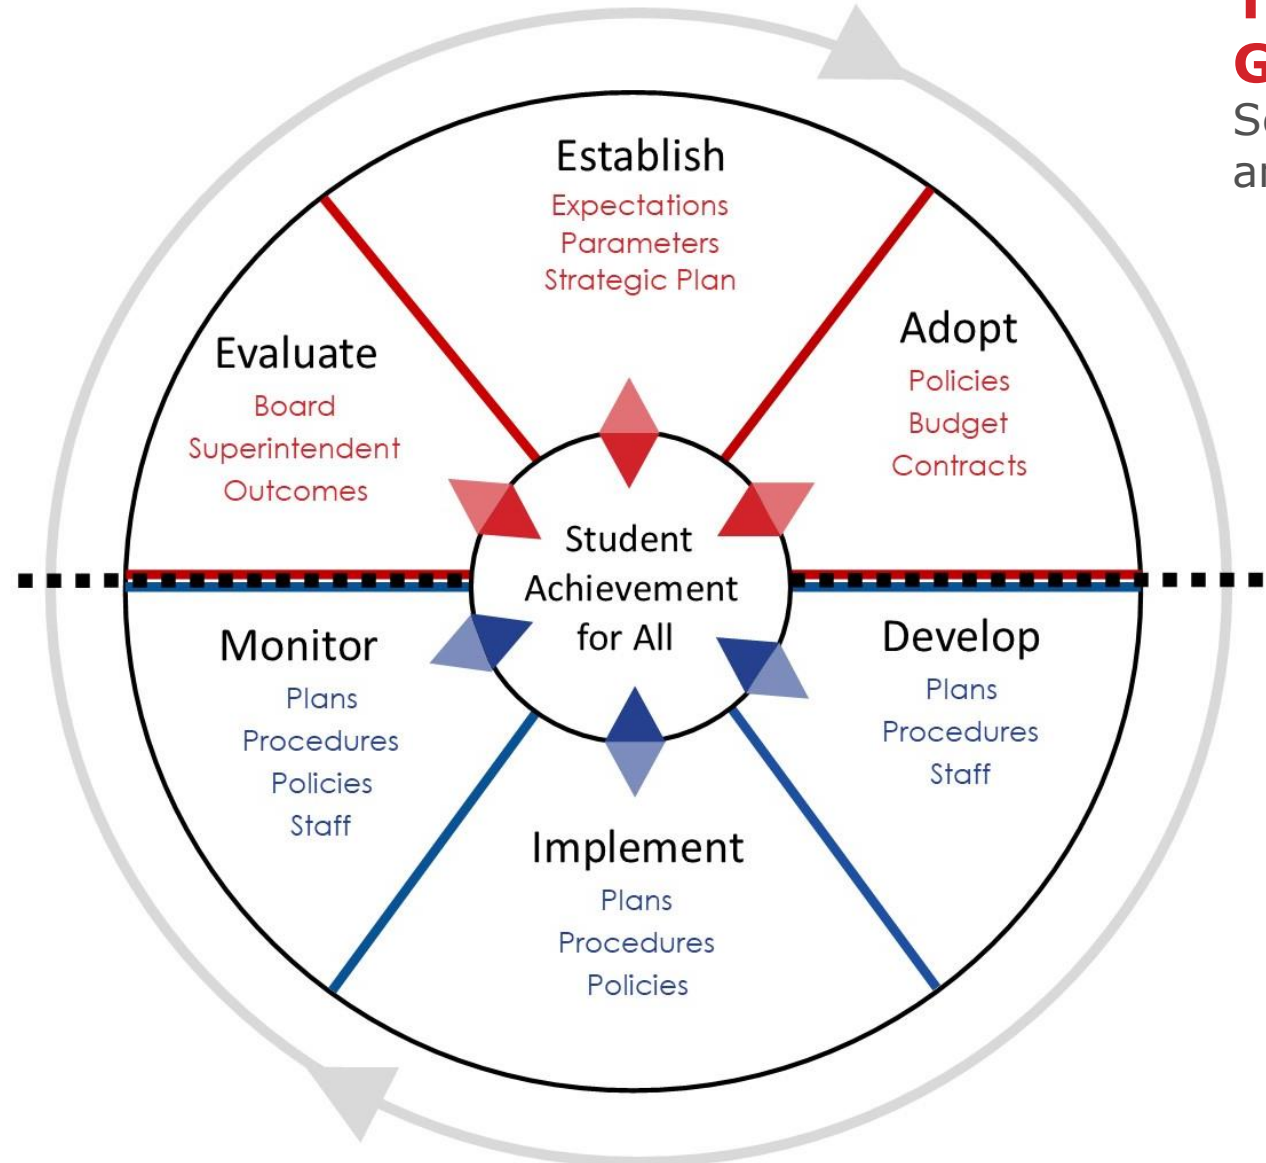 Establish
Expectations
Parameters
Strategic Plan
Adopt
Policies
Budget
Contracts
Evaluate
Board
Superintendent
Outcomes
Student
Achievement
for All
Monitor
Plans
Procedures
Policies
Staff
Develop
Plans
Procedures
Staff
Implement
Plans
Procedures
Policies